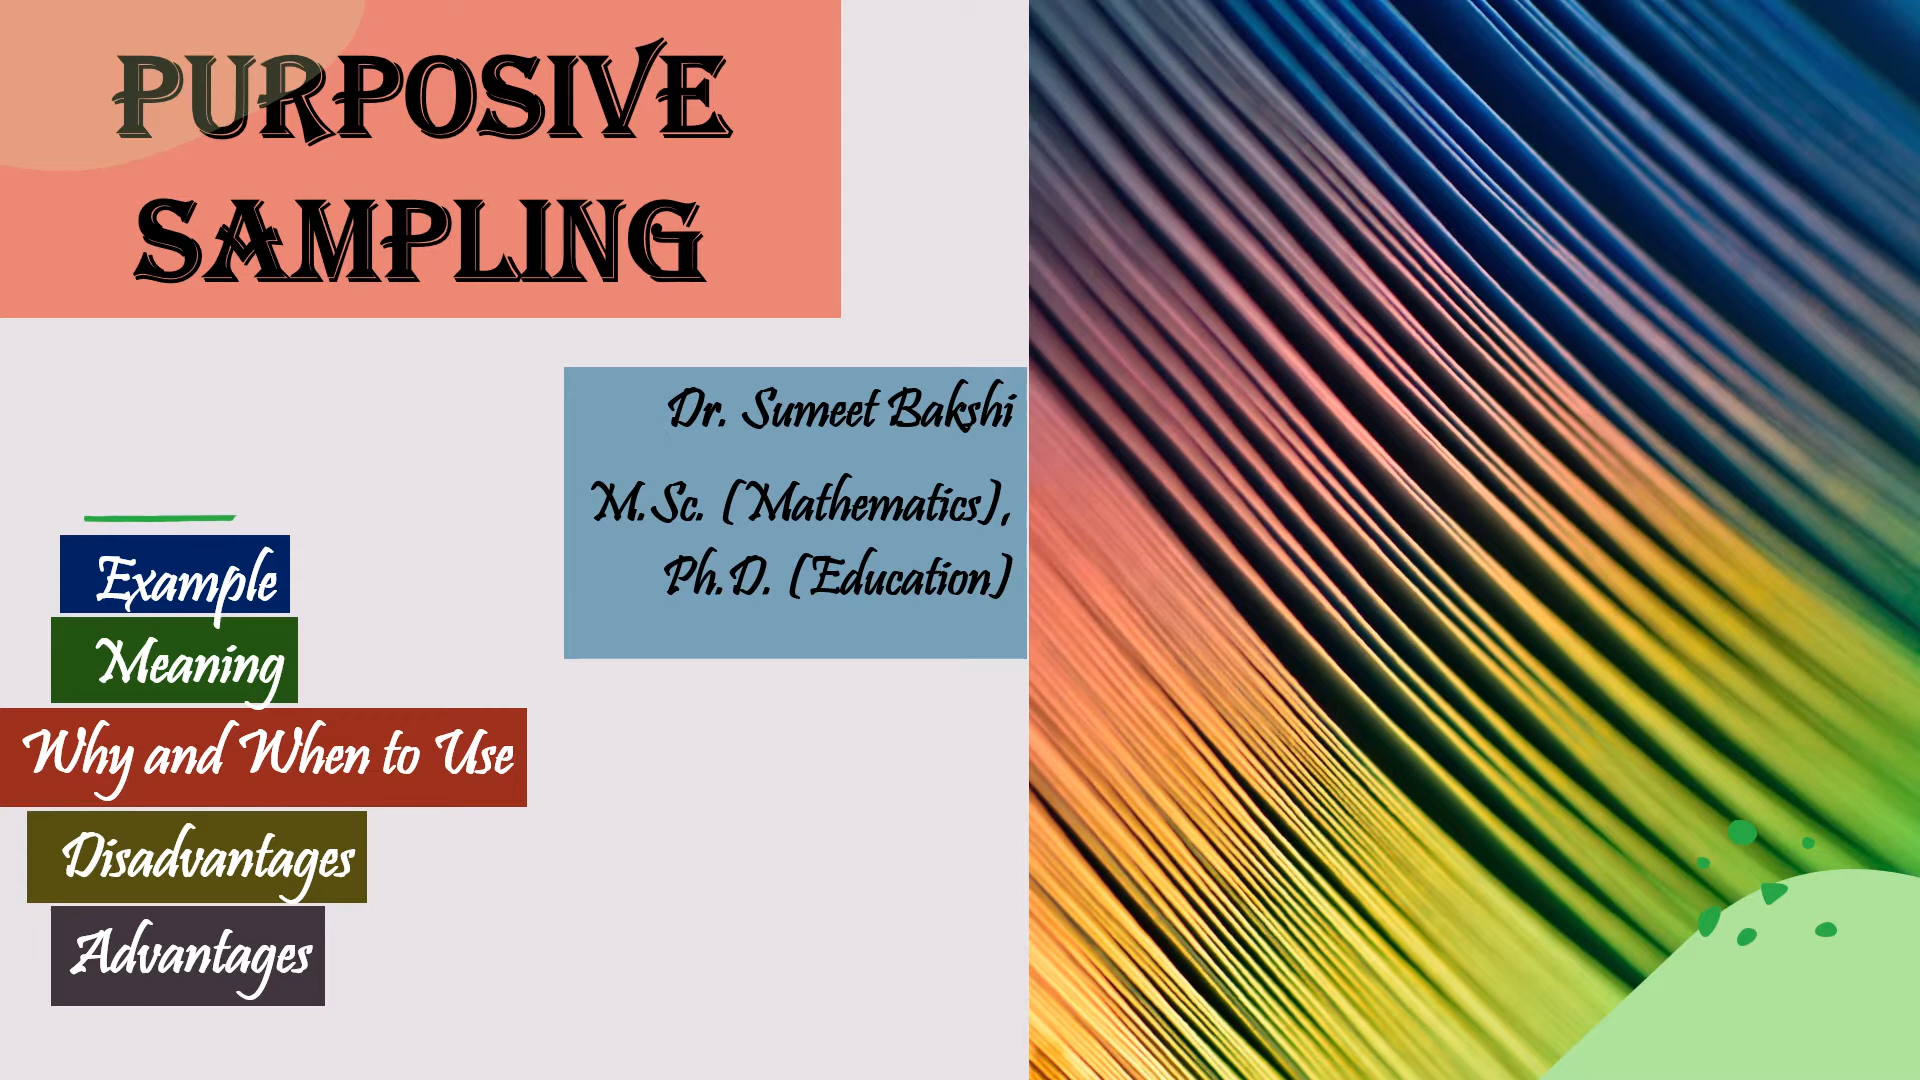 PURPOSIVE
SAMPLING
Dr. Sumeet Bakshi
M.Sc. (Mathematics),
Ph.D. (Education)
Example
Meaning
Why and When to Use
Disadvantages
Advantages